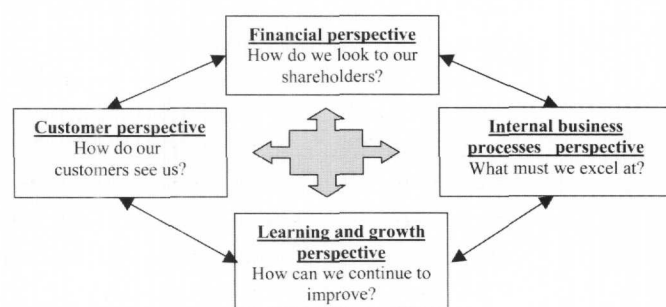 Financial perspective
How do we look to our
shareholders?
Customer perspective
How do our
customers see us?
Internal business
processes perspective
What must we excel at?
Learning and growth
perspective
How can we continue to
improve?